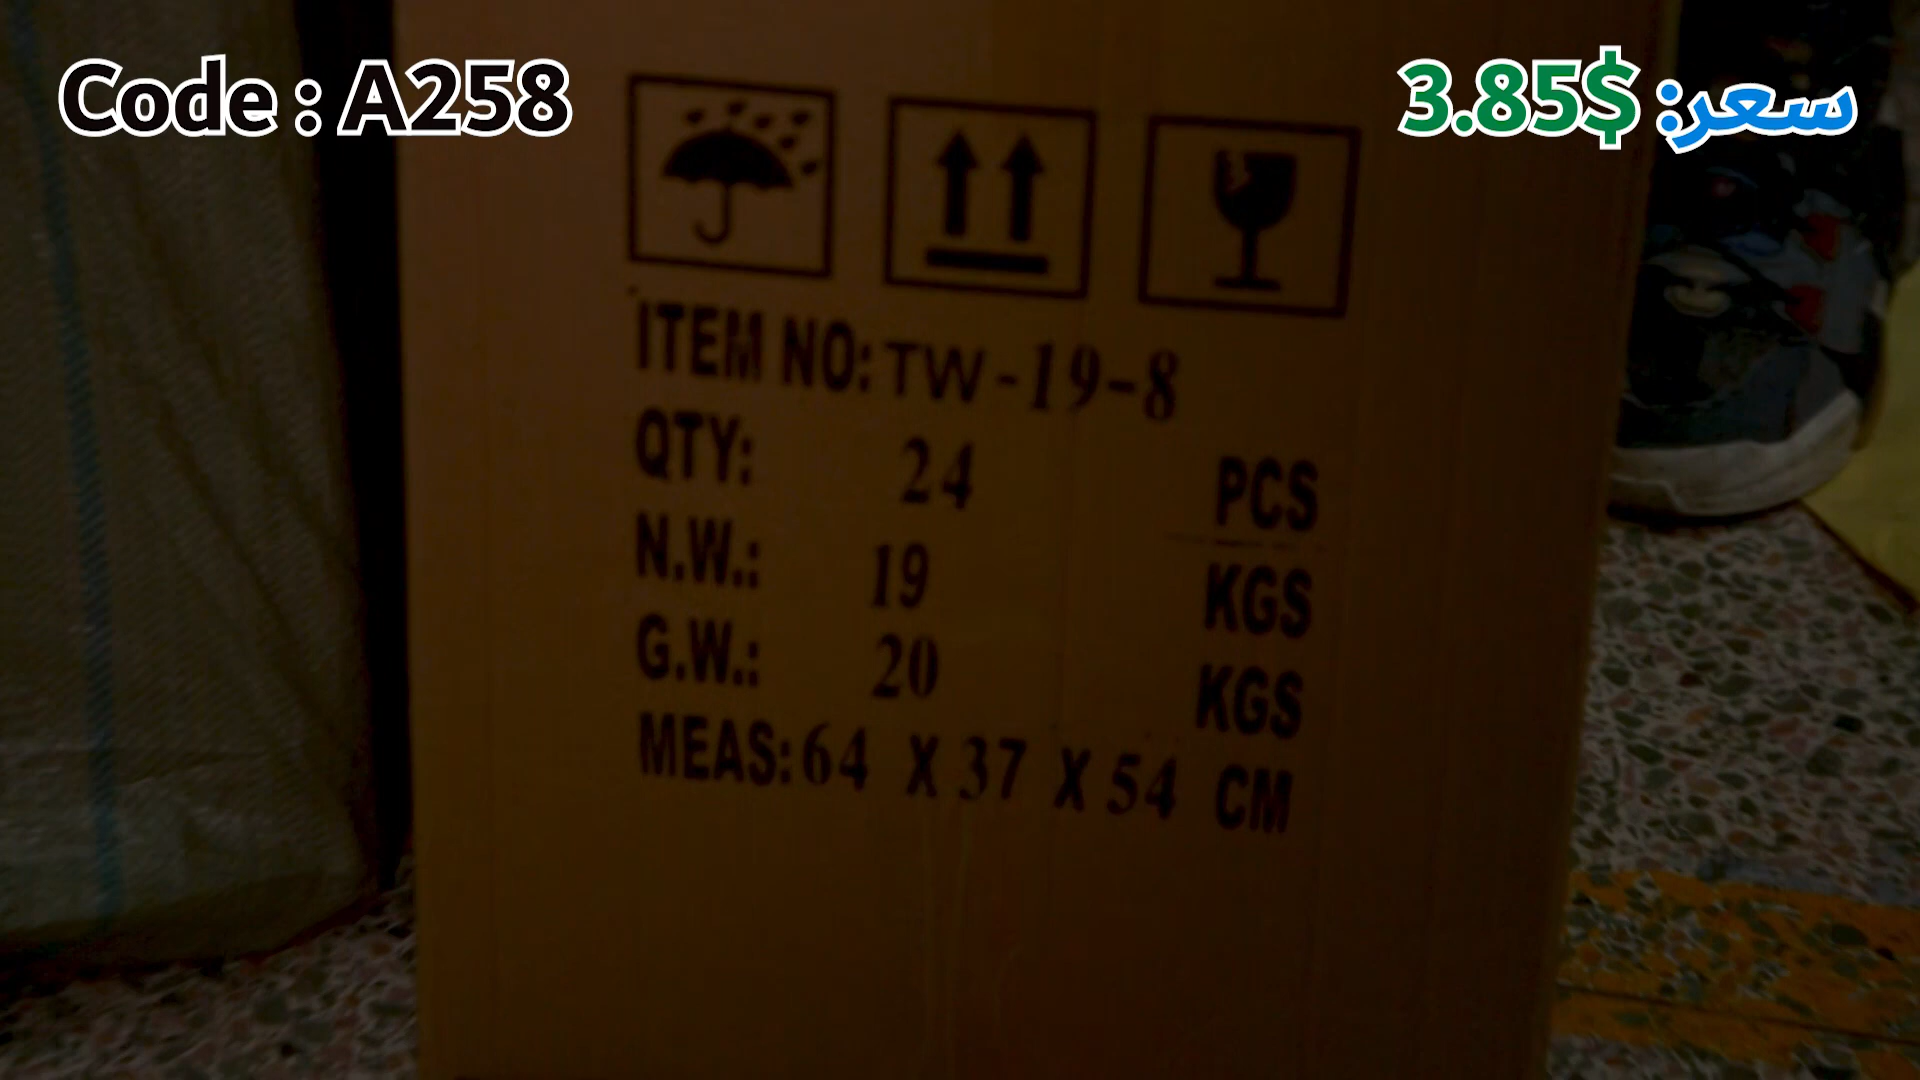 Code : A258
سعر: 3.85$
ITEM NO: TW-19-8
QTY: 24 PCS
N.W.: 19 KGS
G.W.: 20 KGS
MEAS: 64 X 37 X 54 CM